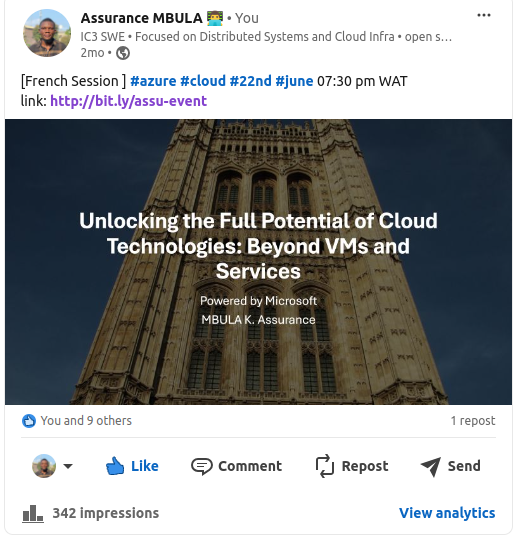 Assurance MBULA 👨‍💻 • You
IC3 SWE • Focused on Distributed Systems and Cloud Infra • open s…
2mo •
[French Session ] #azure #cloud #22nd #june 07:30 pm WAT
link: http://bit.ly/assu-event
Unlocking the Full Potential of Cloud
Technologies: Beyond VMs and
Services
Powered by Microsoft
MBULA K. Assurance
You and 9 others
1 repost
Like
Comment
Repost
Send
342 impressions
View analytics